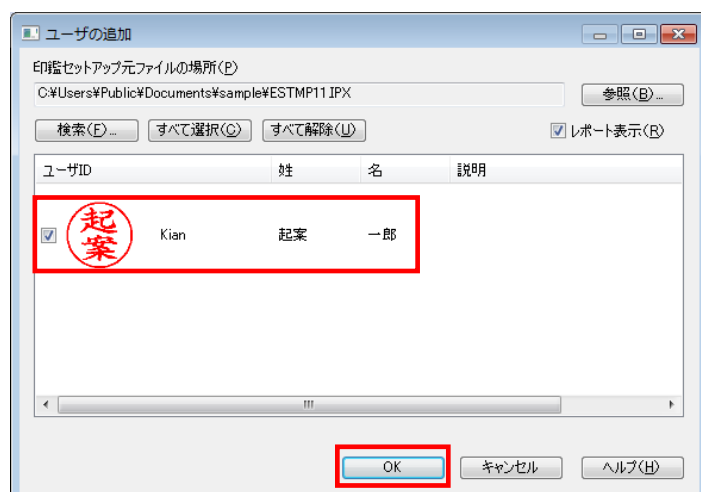 ユーザの追加
印鑑セットアップ元ファイルの場所(P)
C:¥Users¥Public¥Documents¥sample¥ESTMP11.IPX
参照(B)...
検索(F)... すべて選択(C) すべて解除(U) レポート表示(R)
ユーザID 姓 名 説明
起案 Kian 起案 一郎
OK キャンセル ヘルプ(H)